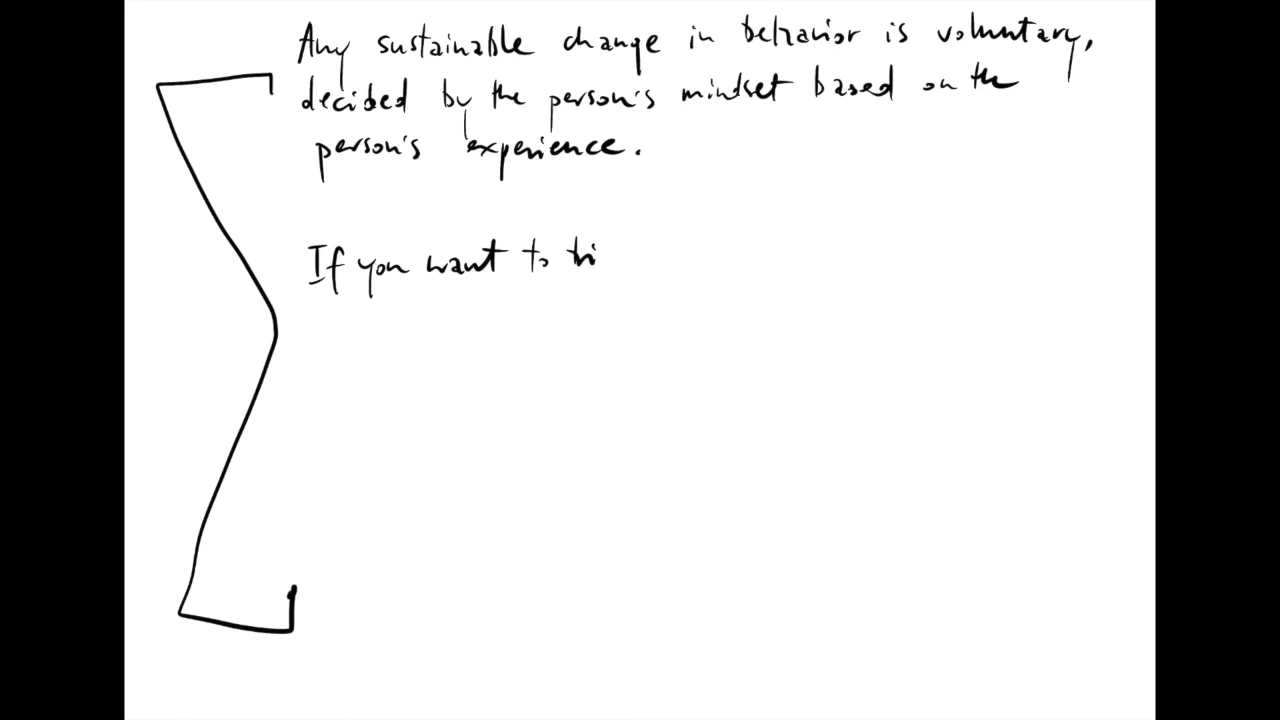 Any sustainable change in behavior is voluntary,
decided by the person's mindset based on the
person's experience.
If you want to